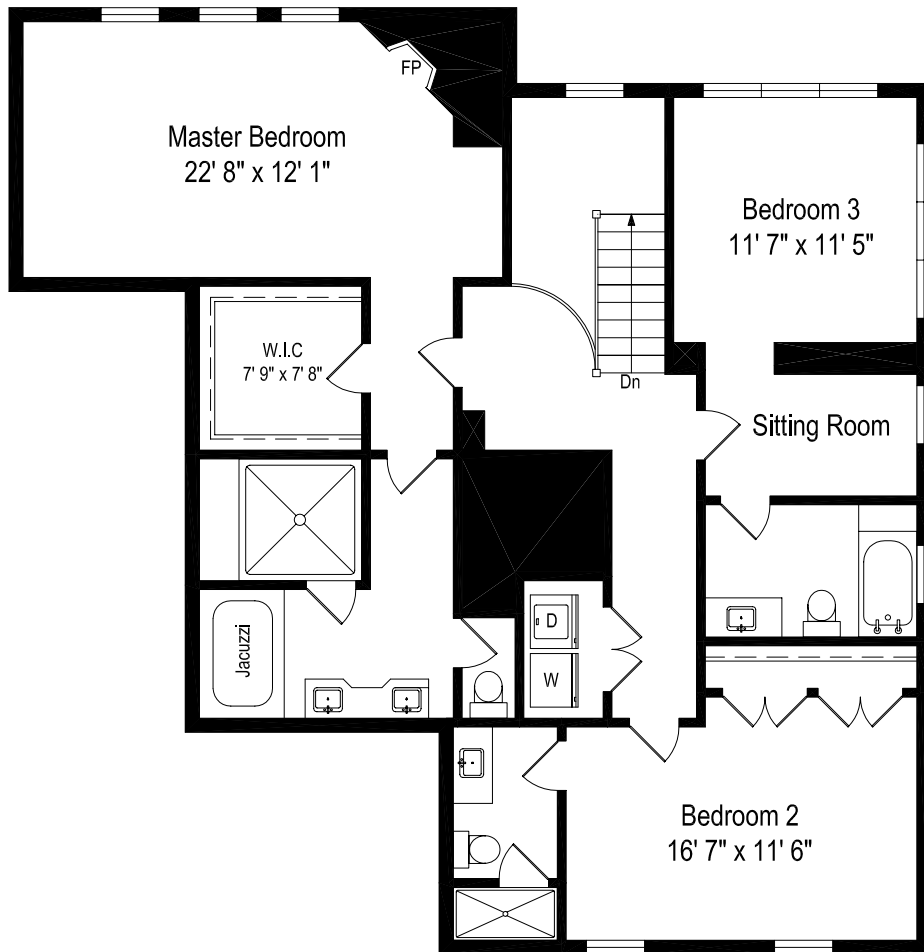 FP
Master Bedroom
22' 8" x 12' 1"
Bedroom 3
11' 7" x 11' 5"
W.I.C
7' 9" x 7' 8"
Dn
Sitting Room
D
W
Jacuzzi
Bedroom 2
16' 7" x 11' 6"